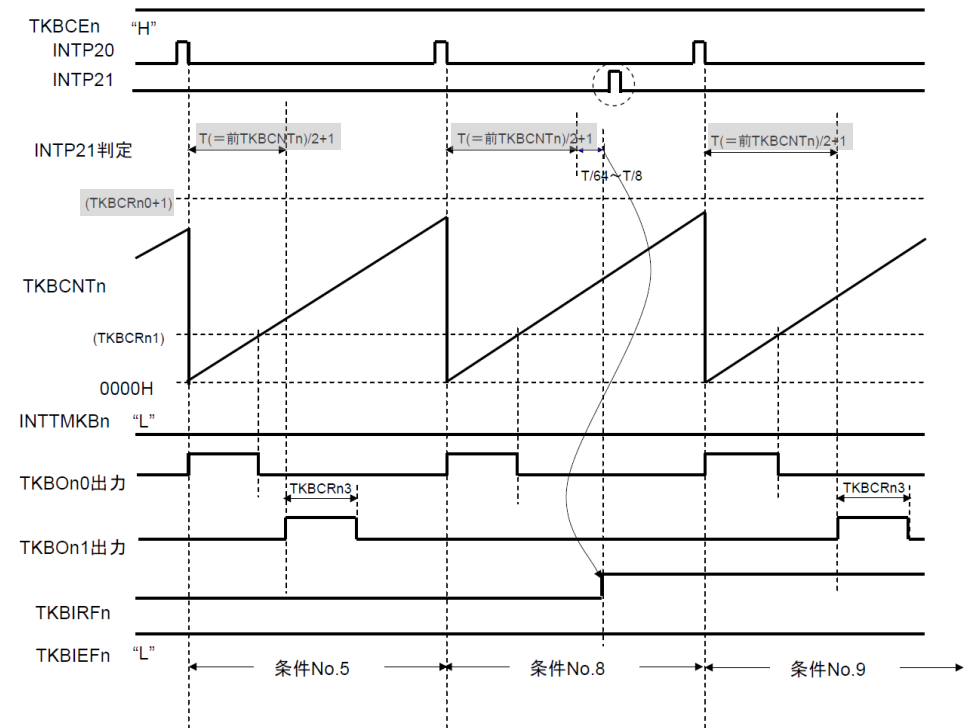 TKBCEn “H”
INTP20
INTP21
INTP21判定
T(＝前TKBCNTn)/2+1
T(＝前TKBCNTn)/2+1
T(＝前TKBCNTn)/2+1
T/64～T/8
(TKBCRn0+1)
TKBCNTn
(TKBCRn1)
0000H
INTTMKBn “L”
TKBOn0出力
TKBCRn3
TKBCRn3
TKBOn1出力
TKBIRFn
TKBIEFn “L”
条件No.5
条件No.8
条件No.9